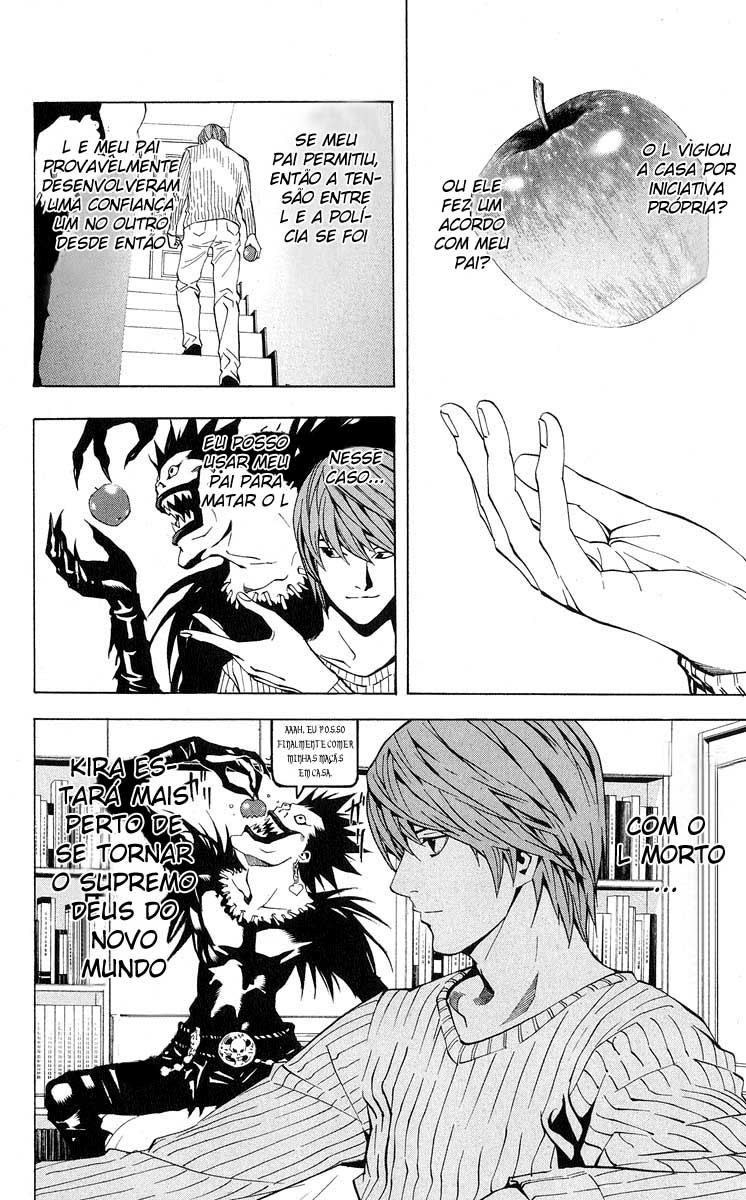 O L VIGIOU
A CASA POR
INICIATIVA
PRÓPRIA?
OU ELE
FEZ UM
ACORDO
COM MEU
PAI?
SE MEU
PAI PERMITIU,
ENTÃO A TEN-
SÃO ENTRE
L E A POLÍ-
CIA SE FOI
L E MEU PAI
PROVAVELMENTE
DESENVOLVERAM
UMA CONFIANÇA
UM NO OUTRO
DESDE ENTÃO
NESSE
CASO...
EU POSSO
USAR MEU
PAI PARA
MATAR O L
COM O
L MORTO
...
AAAH, EU POSSO
FINALMENTE COMER
MINHAS MAÇÃS
EM CASA.
KIRA ES-
TARÁ MAIS
PERTO DE
SE TORNAR
O SUPREMO
DEUS DO
NOVO
MUNDO